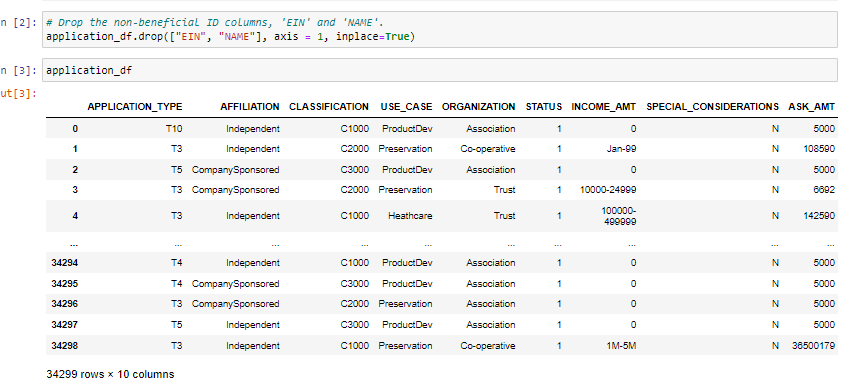 n [2]: # Drop the non-beneficial ID columns, 'EIN' and 'NAME'.
application_df.drop(["EIN", "NAME"], axis = 1, inplace=True)
n [3]: application_df
ut[3]:
APPLICATION_TYPE AFFILIATION CLASSIFICATION USE_CASE ORGANIZATION STATUS INCOME_AMT SPECIAL_CONSIDERATIONS ASK_AMT
0 T10 Independent C1000 ProductDev Association 1 0 N 5000
1 T3 Independent C2000 Preservation Co-operative 1 Jan-99 N 108590
2 T5 CompanySponsored C3000 ProductDev Association 1 0 N 5000
3 T3 CompanySponsored C2000 Preservation Trust 1 10000-24999 N 6692
4 T3 Independent C1000 Heathcare Trust 1 100000-
499999 N 142590
... ... ... ... ... ... ... ... ... ...
34294 T4 Independent C1000 ProductDev Association 1 0 N 5000
34295 T4 CompanySponsored C3000 ProductDev Association 1 0 N 5000
34296 T3 CompanySponsored C2000 Preservation Association 1 0 N 5000
34297 T5 Independent C3000 ProductDev Association 1 0 N 5000
34298 T3 Independent C1000 Preservation Co-operative 1 1M-5M N 36500179
34299 rows × 10 columns